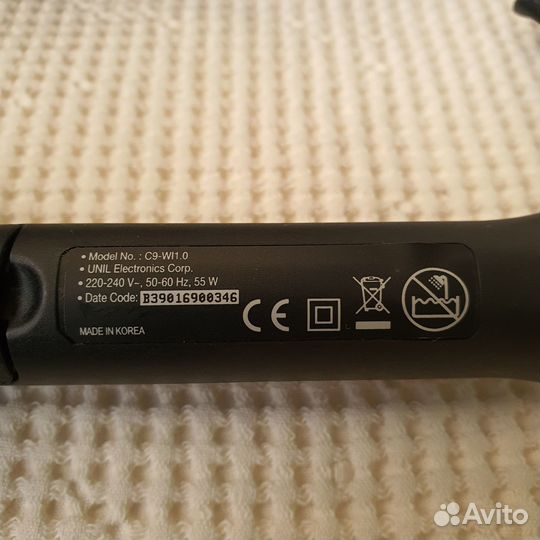 • Model No. : C9-WI1.0
• UNIL Electronics Corp.
• 220-240 V~, 50-60 Hz, 55 W
• Date Code: B39016900346
MADE IN KOREA
CE
Avito